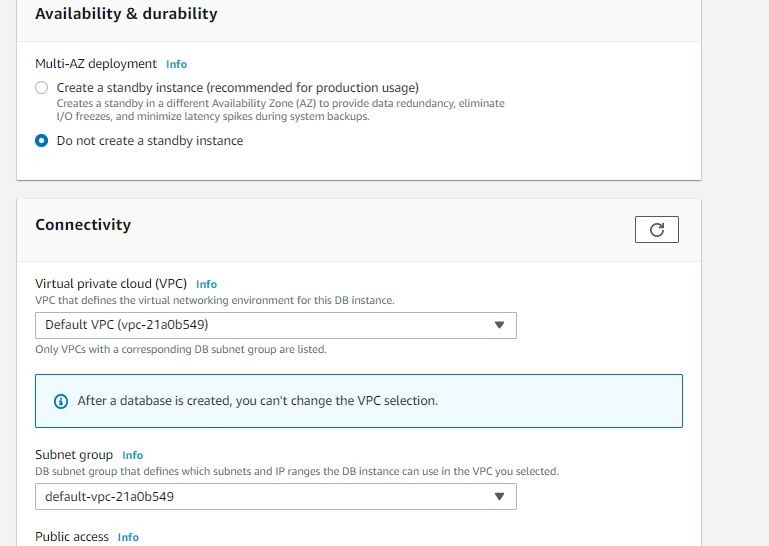 Availability & durability
Multi-AZ deployment Info
Create a standby instance (recommended for production usage)
Creates a standby in a different Availability Zone (AZ) to provide data redundancy, eliminate
I/O freezes, and minimize latency spikes during system backups.
Do not create a standby instance
Connectivity
Virtual private cloud (VPC) Info
VPC that defines the virtual networking environment for this DB instance.
Default VPC (vpc-21a0b549)
Only VPCs with a corresponding DB subnet group are listed.
After a database is created, you can't change the VPC selection.
Subnet group Info
DB subnet group that defines which subnets and IP ranges the DB instance can use in the VPC you selected.
default-vpc-21a0b549
Public access Info